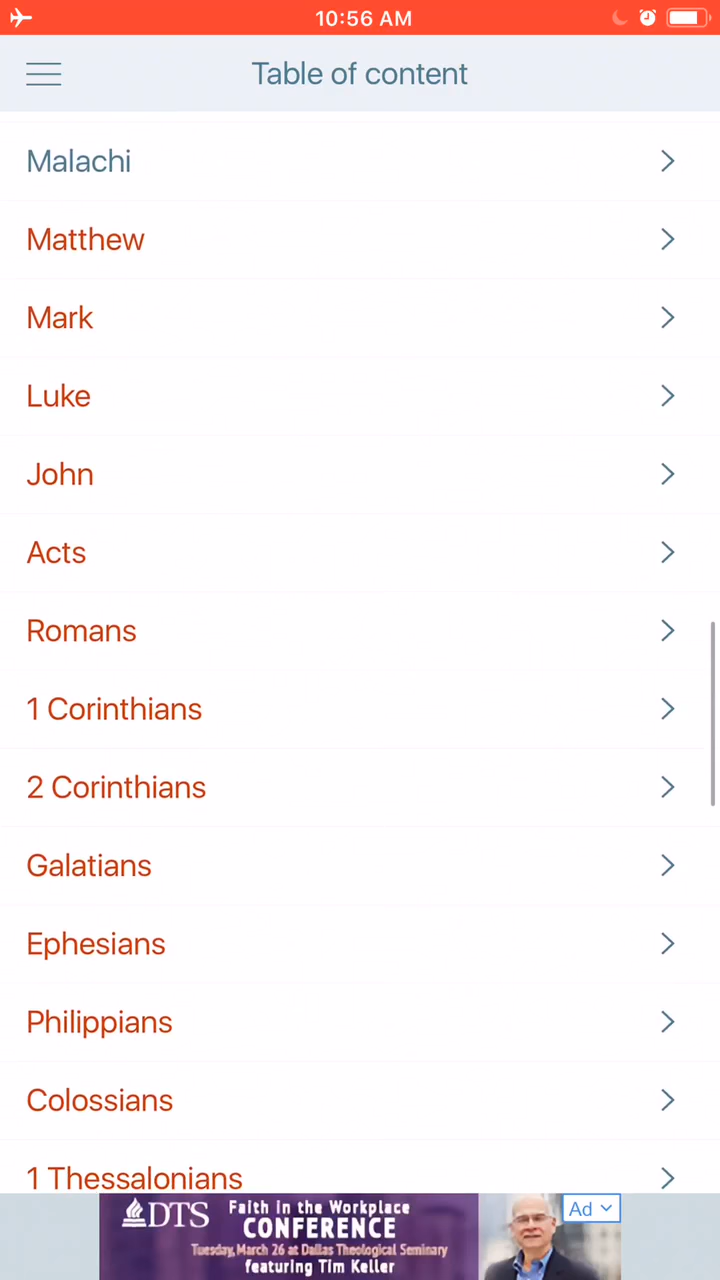 10:56 AM
Table of content
Malachi
Matthew
Mark
Luke
John
Acts
Romans
1 Corinthians
2 Corinthians
Galatians
Ephesians
Philippians
Colossians
1 Thessalonians
DTS
Faith in the Workplace
CONFERENCE
Tuesday, March 26 at Dallas Theological Seminary
featuring Tim Keller
Ad